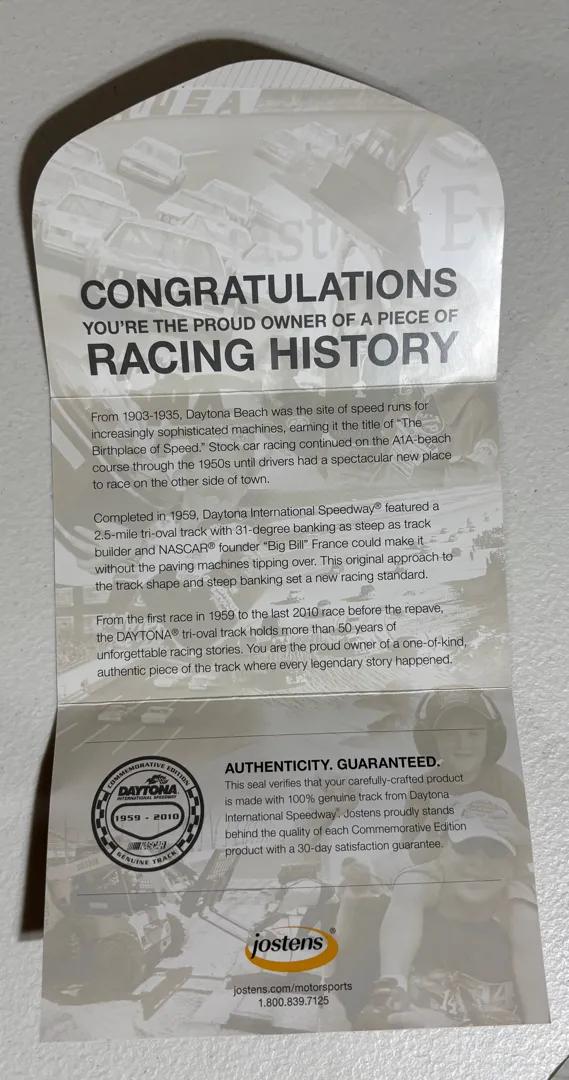 USA
ast
E
CONGRATULATIONS
YOU'RE THE PROUD OWNER OF A PIECE OF
RACING HISTORY
From 1903-1935, Daytona Beach was the site of speed runs for
increasingly sophisticated machines, earning it the title of “The
Birthplace of Speed.” Stock car racing continued on the A1A-beach
course through the 1950s until drivers had a spectacular new place
to race on the other side of town.
Completed in 1959, Daytona International Speedway® featured a
2.5-mile tri-oval track with 31-degree banking as steep as track
builder and NASCAR® founder “Big Bill” France could make it
without the paving machines tipping over. This original approach to
the track shape and steep banking set a new racing standard.
From the first race in 1959 to the last 2010 race before the repave,
the DAYTONA® tri-oval track holds more than 50 years of
unforgettable racing stories. You are the proud owner of a one-of-kind,
authentic piece of the track where every legendary story happened.
COMMEMORATIVE EDITION
DAYTONA
INTERNATIONAL SPEEDWAY
1959 - 2010
NASCAR
GENUINE TRACK
AUTHENTICITY. GUARANTEED.
This seal verifies that your carefully-crafted product
is made with 100% genuine track from Daytona
International Speedway®. Jostens proudly stands
behind the quality of each Commemorative Edition
product with a 30-day satisfaction guarantee.
jostens®
jostens.com/motorsports
1.800.839.7125